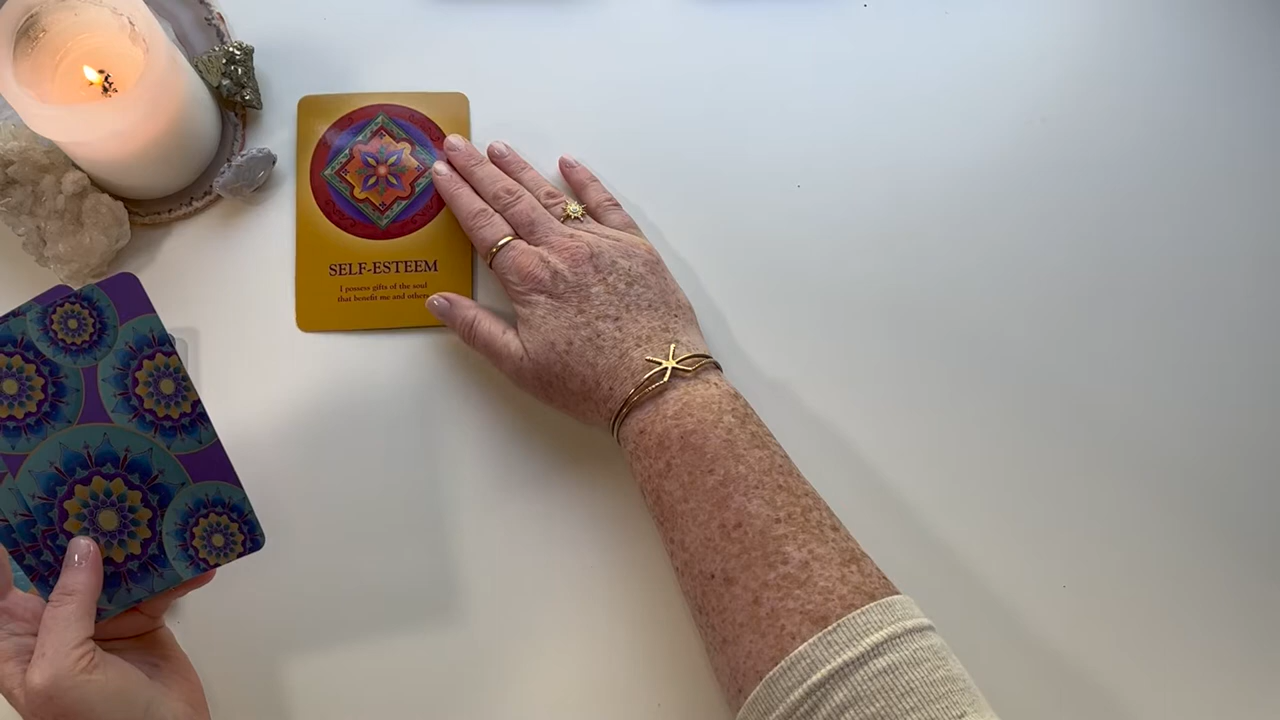 SELF-ESTEEM
I possess gifts of the soul
that benefit me and others.